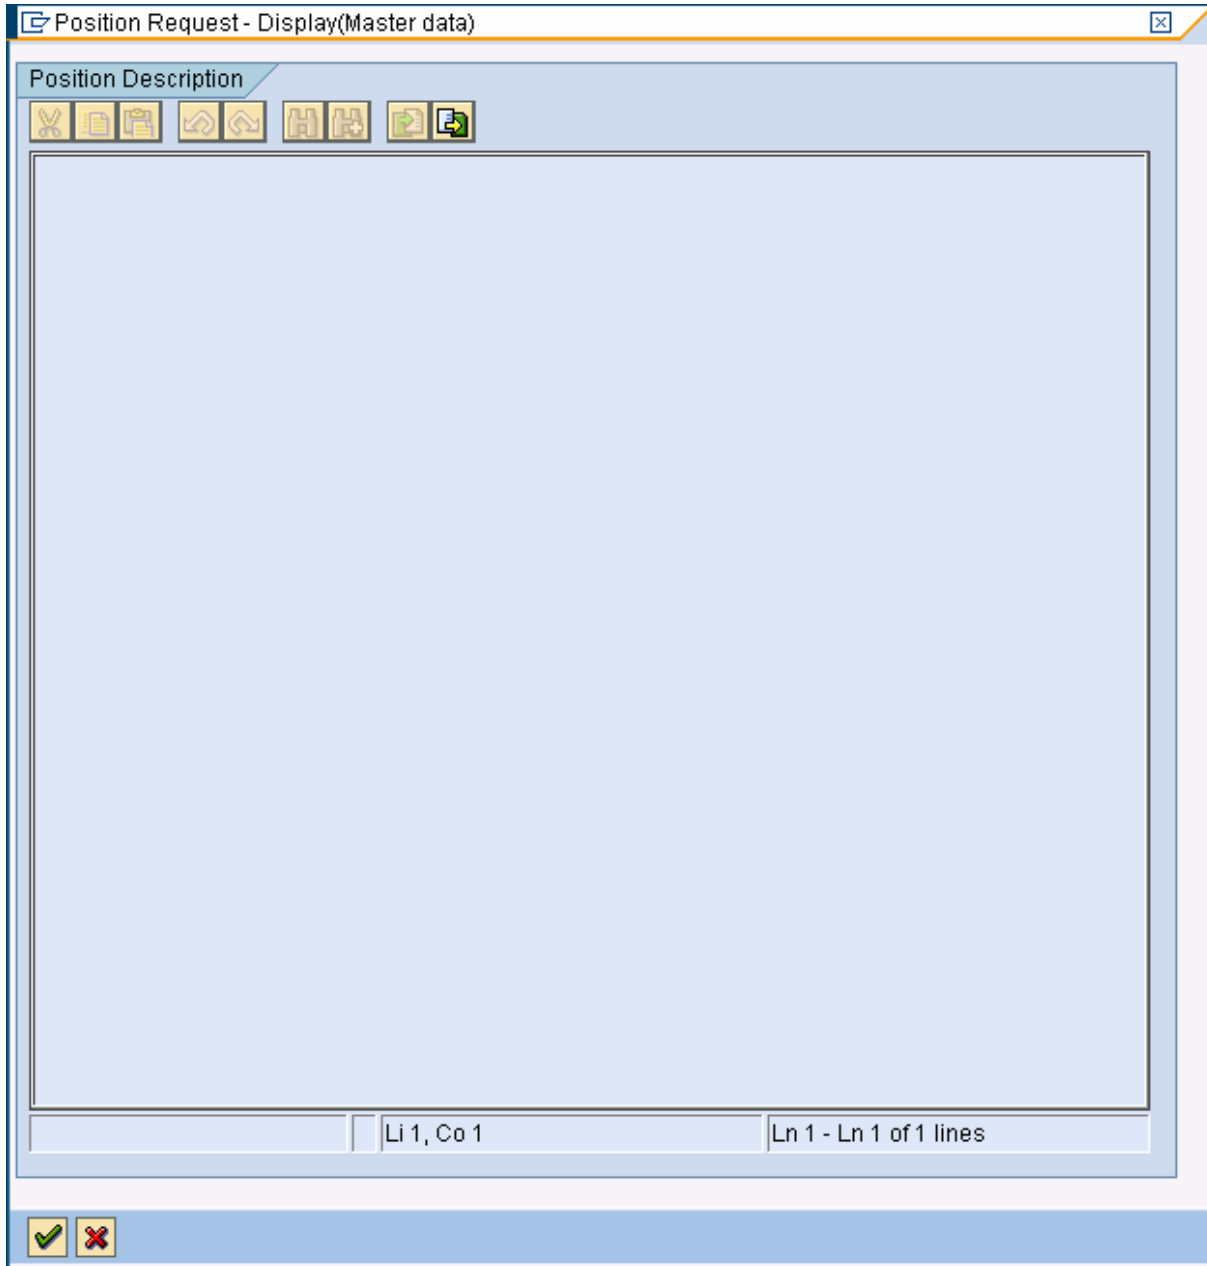 Position Request - Display(Master data)
Position Description
Li 1, Co 1
Ln 1 - Ln 1 of 1 lines